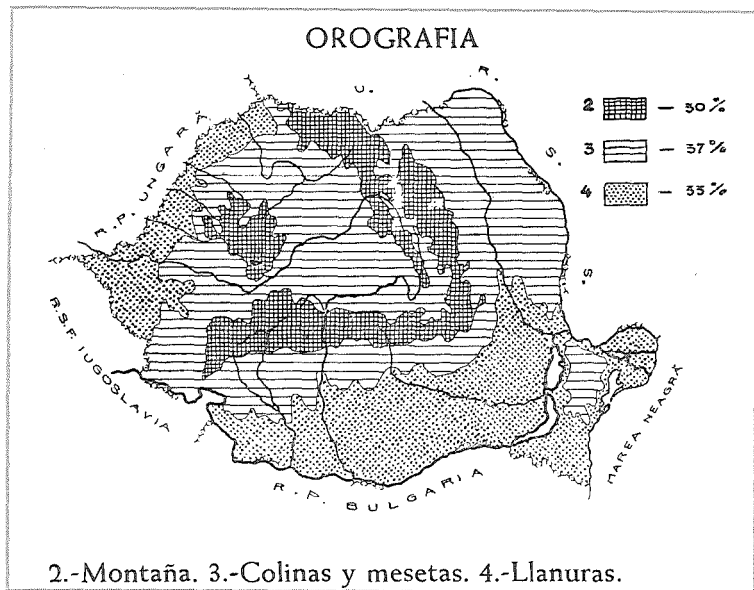 OROGRAFIA
U. R. S. S.
2 — 30%
3 — 37%
4 — 33%
R.P. UNGARĂ
R.S.F. IUGOSLAVIA
R.P. BULGARIA
MAREA NEAGRĂ
2.-Montaña. 3.-Colinas y mesetas. 4.-Llanuras.